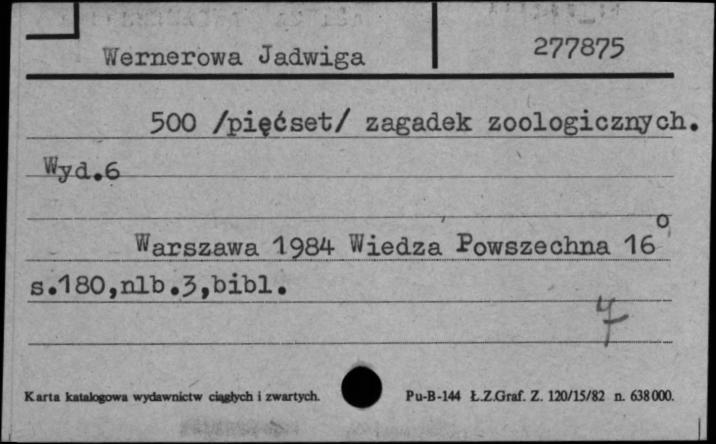 Wernerowa Jadwiga 277875
500 /pięćset/ zagadek zoologicznych.
Wyd.6
Warszawa 1984 Wiedza Powszechna 16°
s.180,nlb.3,bibl.
Karta katalogowa wydawnictw ciągłych i zwartych. Pu-B-144 Ł.Z.Graf. Z. 120/15/82 n. 638000.